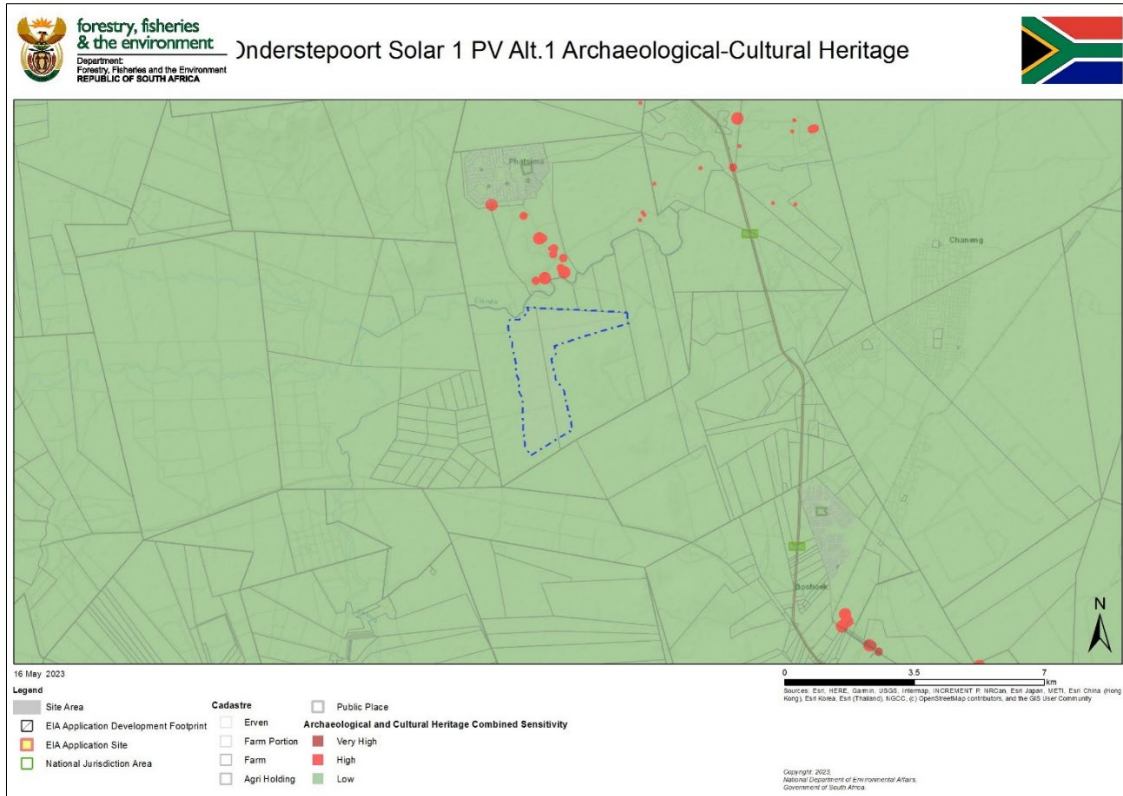 forestry, fisheries
& the environment
Department:
Forestry, Fisheries and the Environment
REPUBLIC OF SOUTH AFRICA
Onderstepoort Solar 1 PV Alt.1 Archaeological-Cultural Heritage
Phatsima
Chaneng
Elands
Boshoek
N
16 May 2023
0 3.5 7
km
Sources: Esri, HERE, Garmin, USGS, Intermap, INCREMENT P, NRCan, Esri Japan, METI, Esri China (Hong
Kong), Esri Korea, Esri (Thailand), NGCC, (c) OpenStreetMap contributors, and the GIS User Community
Legend
Site Area
EIA Application Development Footprint
EIA Application Site
National Jurisdiction Area
Cadastre
Erven
Farm Portion
Farm
Agri Holding
Public Place
Archaeological and Cultural Heritage Combined Sensitivity
Very High
High
Low
Copyright: 2023,
National Department of Environmental Affairs,
Government of South Africa.